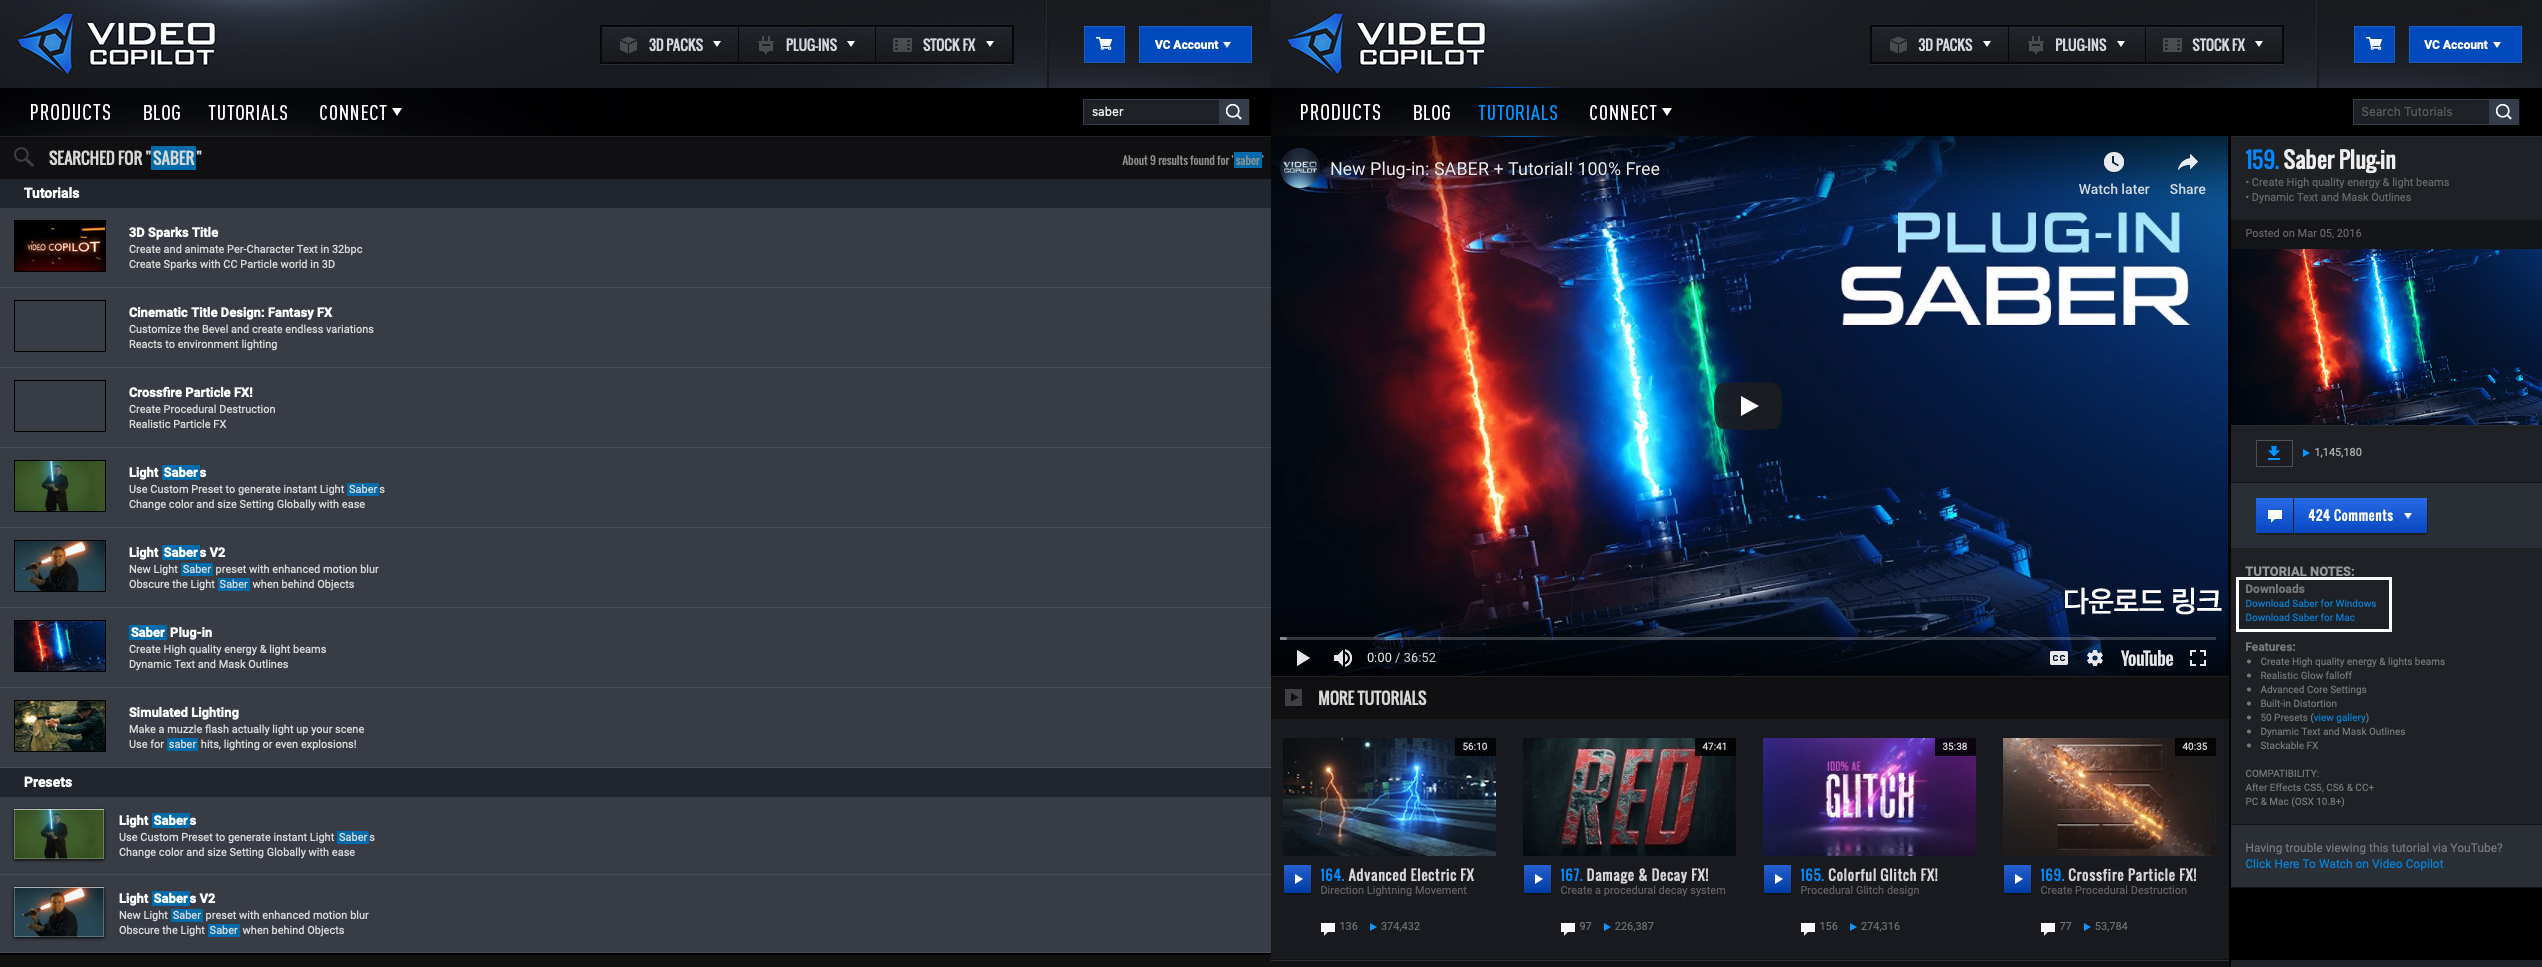 VIDEO COPILOT
3D PACKS
PLUG-INS
STOCK FX
VC Account
PRODUCTS
BLOG
TUTORIALS
CONNECT
saber
SEARCHED FOR "SABER"
About 9 results found for "saber"
Tutorials
VIDEO COPILOT
3D Sparks Title
Create and animate Per-Character Text in 32bpc
Create Sparks with CC Particle world in 3D
Cinematic Title Design: Fantasy FX
Customize the Bevel and create endless variations
Reacts to environment lighting
Crossfire Particle FX!
Create Procedural Destruction
Realistic Particle FX
Light Sabers
Use Custom Preset to generate instant Light Sabers
Change color and size Setting Globally with ease
Light Sabers V2
New Light Saber preset with enhanced motion blur
Obscure the Light Saber when behind Objects
Saber Plug-in
Create High quality energy & light beams
Dynamic Text and Mask Outlines
Simulated Lighting
Make a muzzle flash actually light up your scene
Use for saber hits, lighting or even explosions!
Presets
Light Sabers
Use Custom Preset to generate instant Light Sabers
Change color and size Setting Globally with ease
Light Sabers V2
New Light Saber preset with enhanced motion blur
Obscure the Light Saber when behind Objects
VIDEO COPILOT
3D PACKS
PLUG-INS
STOCK FX
VC Account
PRODUCTS
BLOG
TUTORIALS
CONNECT
Search Tutorials
VIDEO COPILOT
New Plug-in: SABER + Tutorial! 100% Free
Watch later
Share
PLUG-IN
SABER
다운로드 링크
0:00 / 36:52
CC
YouTube
MORE TUTORIALS
56:10
164. Advanced Electric FX
Direction Lightning Movement
136
374,432
47:41
RED
167. Damage & Decay FX!
Create a procedural decay system
97
226,387
35:38
100% AE
GLITCH
165. Colorful Glitch FX!
Procedural Glitch design
156
274,316
40:35
169. Crossfire Particle FX!
Create Procedural Destruction
77
53,784
159. Saber Plug-in
• Create High quality energy & light beams
• Dynamic Text and Mask Outlines
Posted on Mar 05, 2016
1,145,180
424 Comments
TUTORIAL NOTES:
Downloads
Download Saber for Windows
Download Saber for Mac
Features:
• Create High quality energy & lights beams
• Realistic Glow falloff
• Advanced Core Settings
• Built-in Distortion
• 50 Presets (view gallery)
• Dynamic Text and Mask Outlines
• Stackable FX
COMPATIBILITY:
After Effects CS5, CS6 & CC+
PC & Mac (OSX 10.8+)
Having trouble viewing this tutorial via YouTube?
Click Here To Watch on Video Copilot